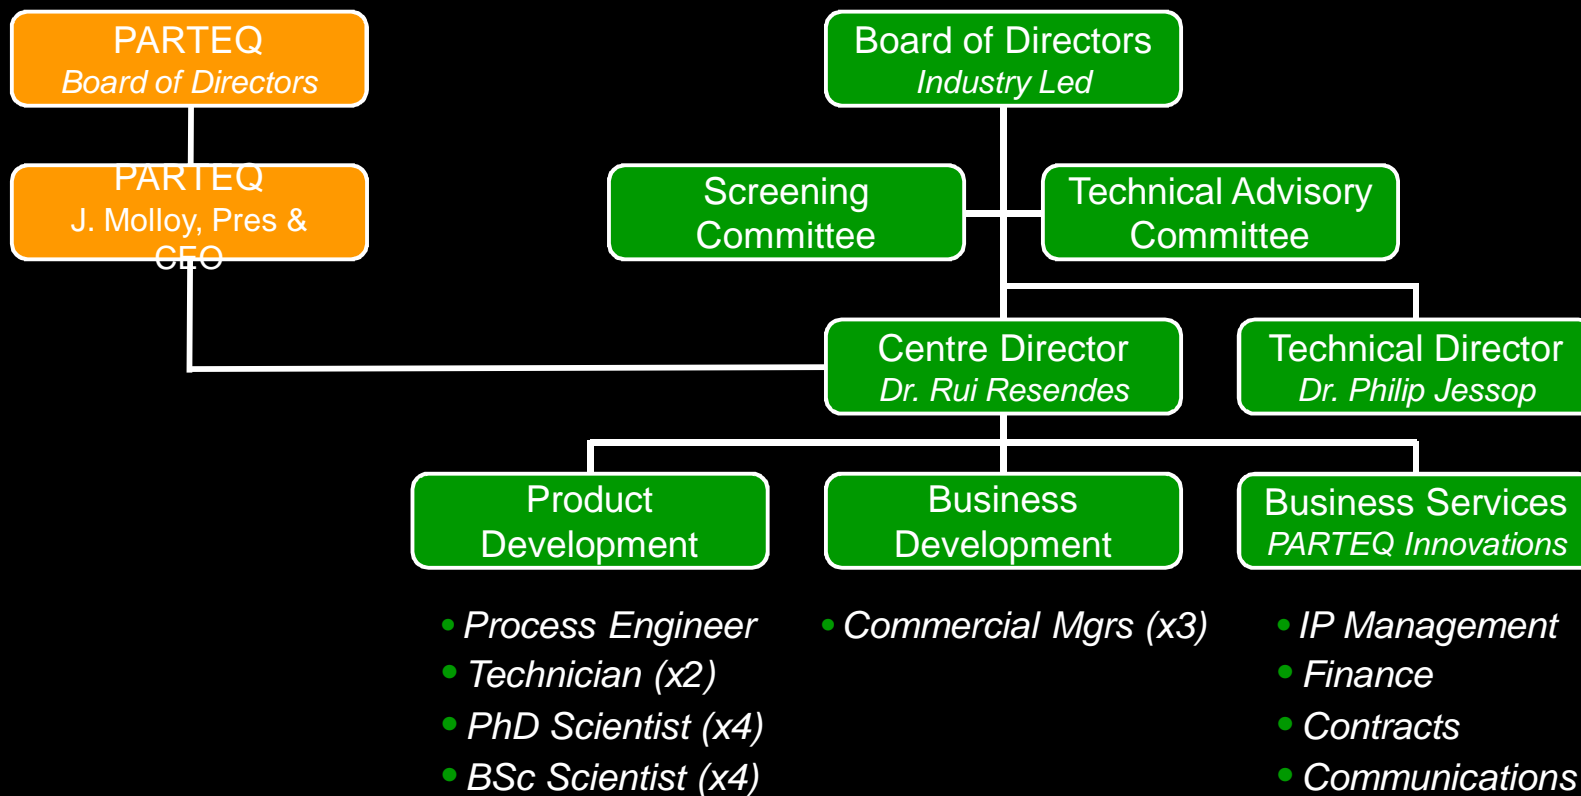 PARTEQ
Board of Directors
Board of Directors
Industry Led
PARTEQ
J. Molloy, Pres &
CEO
Screening
Committee
Technical Advisory
Committee
Centre Director
Dr. Rui Resendes
Technical Director
Dr. Philip Jessop
Product
Development
Business
Development
Business Services
PARTEQ Innovations
• Process Engineer
• Technician (x2)
• PhD Scientist (x4)
• BSc Scientist (x4)
• Commercial Mgrs (x3)
• IP Management
• Finance
• Contracts
• Communications